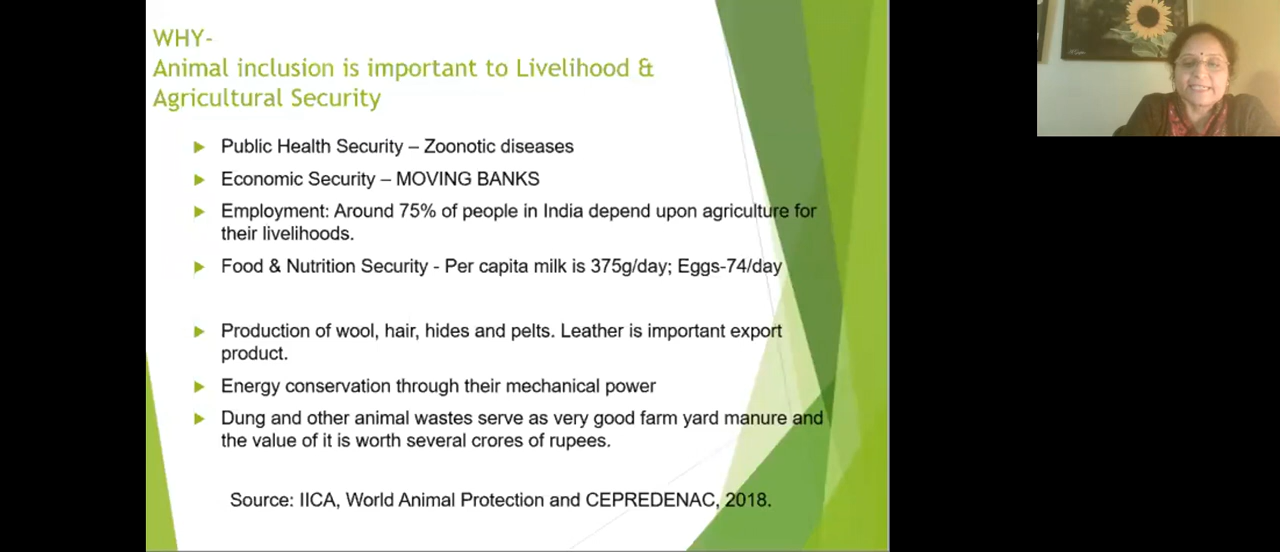 WHY-
Animal inclusion is important to Livelihood &
Agricultural Security
Public Health Security – Zoonotic diseases
Economic Security – MOVING BANKS
Employment: Around 75% of people in India depend upon agriculture for
their livelihoods.
Food & Nutrition Security - Per capita milk is 375g/day; Eggs-74/day
Production of wool, hair, hides and pelts. Leather is important export
product.
Energy conservation through their mechanical power
Dung and other animal wastes serve as very good farm yard manure and
the value of it is worth several crores of rupees.
Source: IICA, World Animal Protection and CEPREDENAC, 2018.